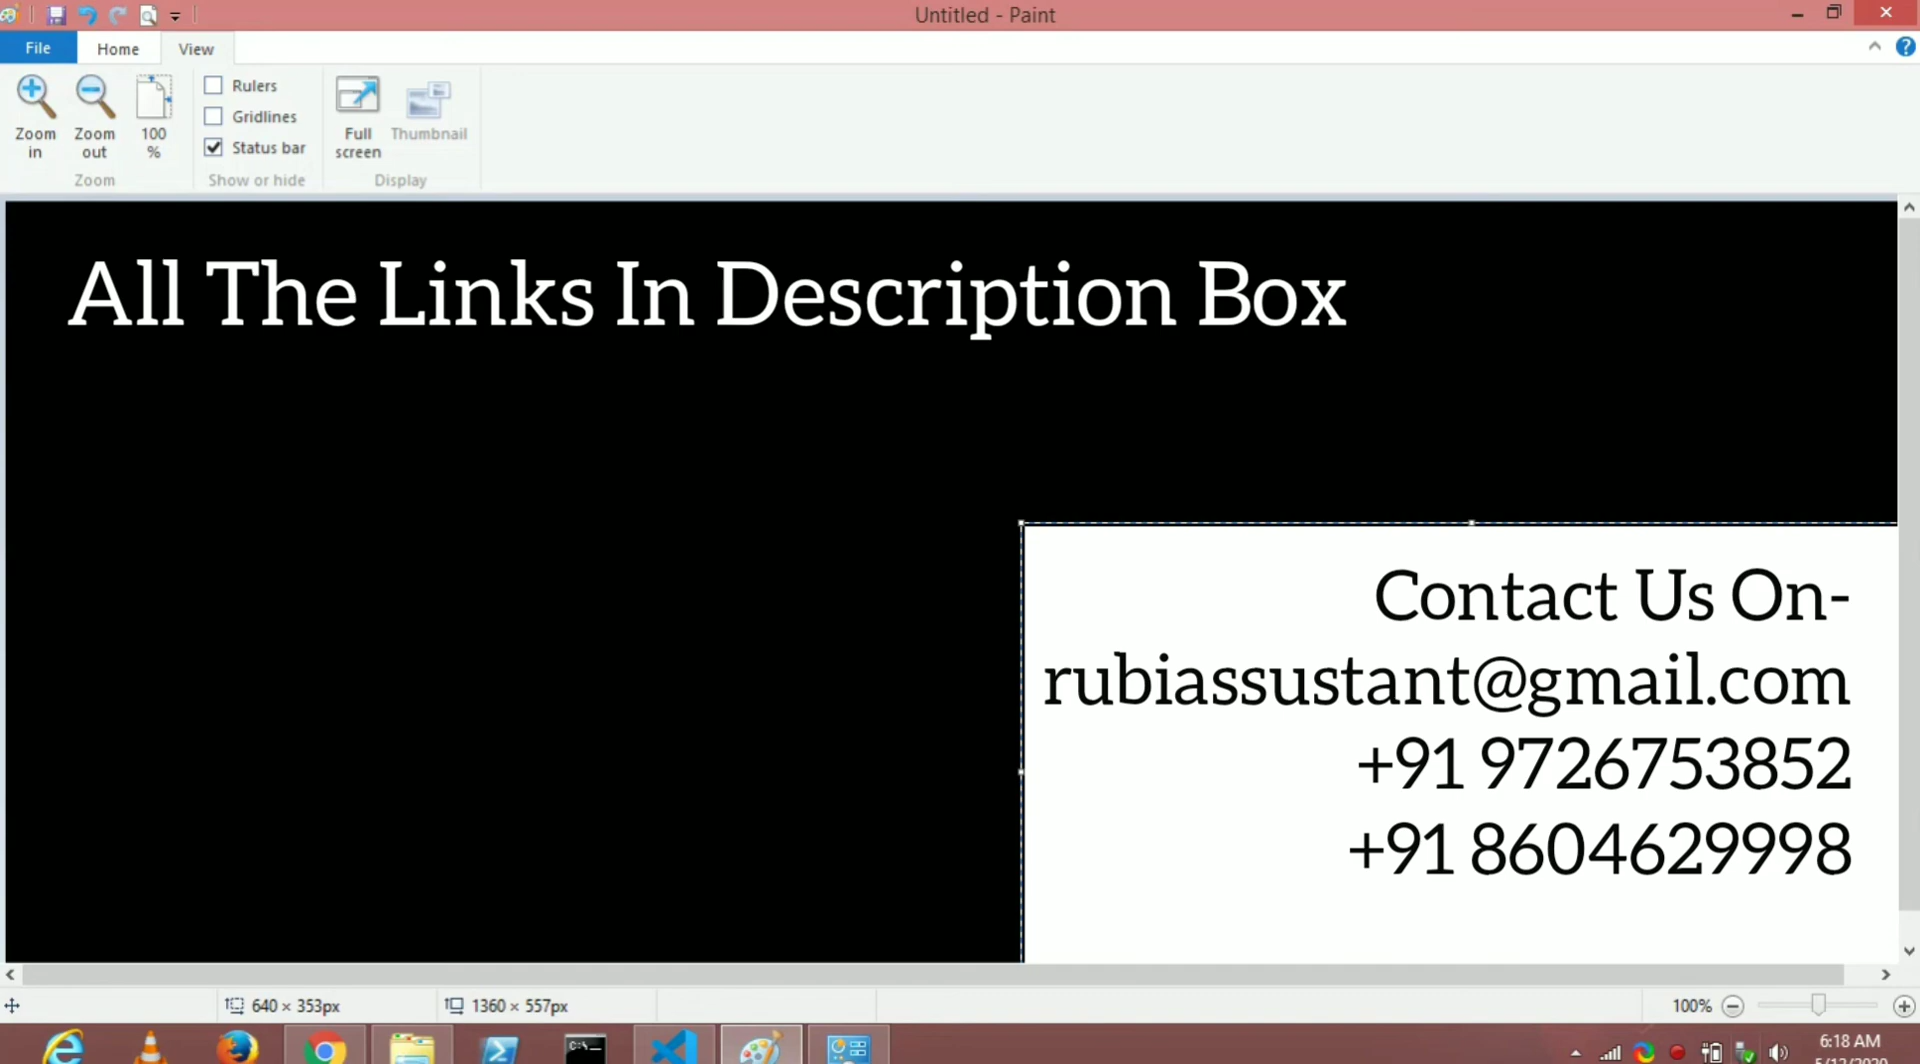 Untitled - Paint
File
Home
View
Zoom in
Zoom out
100 %
Rulers
Gridlines
Status bar
Full screen
Thumbnail
Zoom
Show or hide
Display
All The Links In Description Box
Contact Us On-
rubiassustant@gmail.com
+91 9726753852
+91 8604629998
640 × 353px
1360 × 557px
100%
6:18 AM